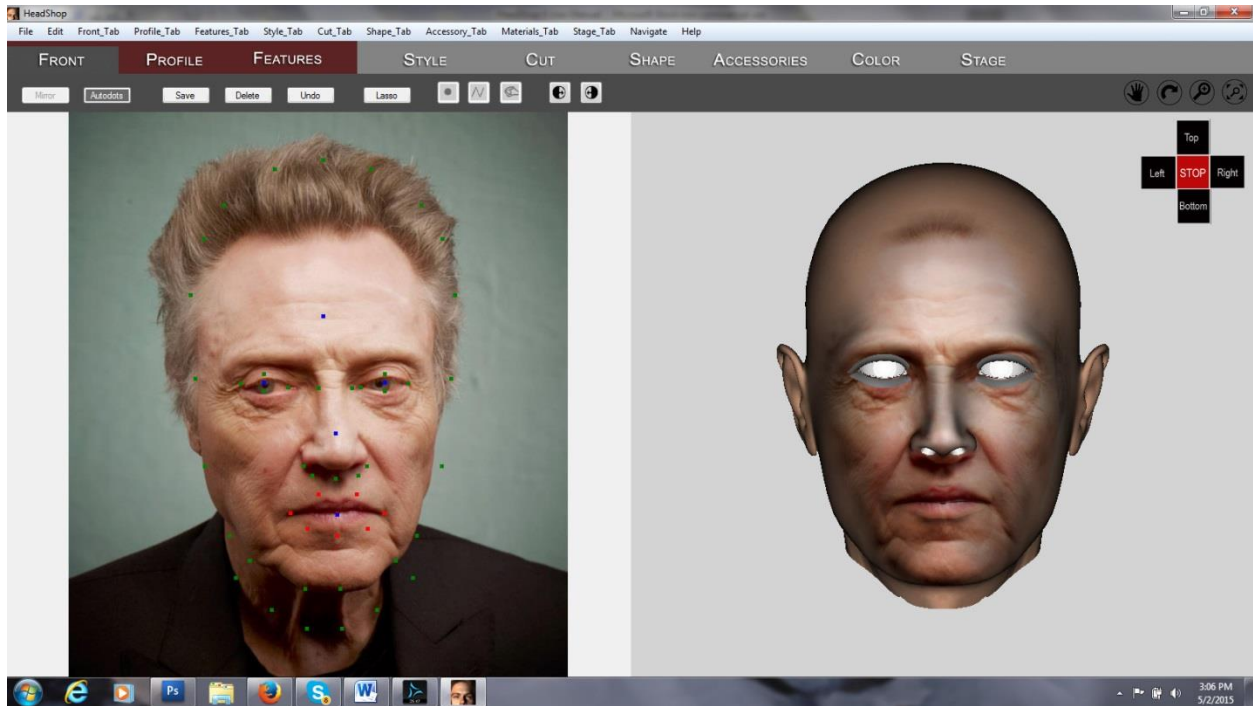 HeadShop
File Edit Front_Tab Profile_Tab Features_Tab Style_Tab Cut_Tab Shape_Tab Accessory_Tab Materials_Tab Stage_Tab Navigate Help
FRONT PROFILE FEATURES STYLE CUT SHAPE ACCESSORIES COLOR STAGE
Mirror Autodots Save Delete Undo Lasso
Top
Left STOP Right
Bottom
Ps S W
3:06 PM
5/2/2015